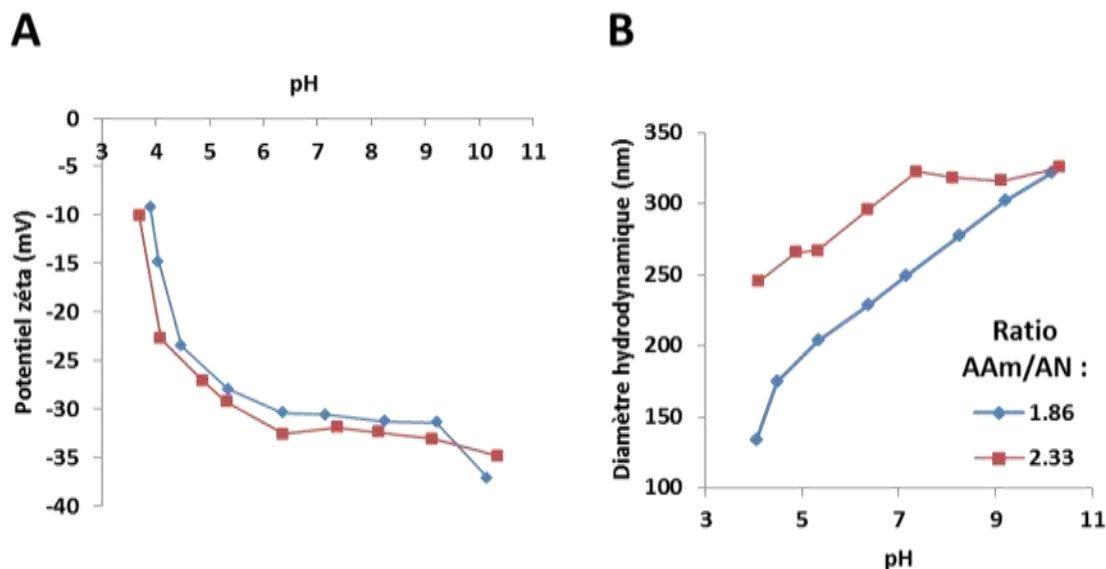 A
pH
0
3 4 5 6 7 8 9 10 11
-5
-10
-15
-20
-25
-30
-35
-40
Potentiel zéta (mV)
B
350
300
250
200
150
100
3 5 7 9 11
Diamètre hydrodynamique (nm)
pH
Ratio
AAm/AN :
1.86
2.33